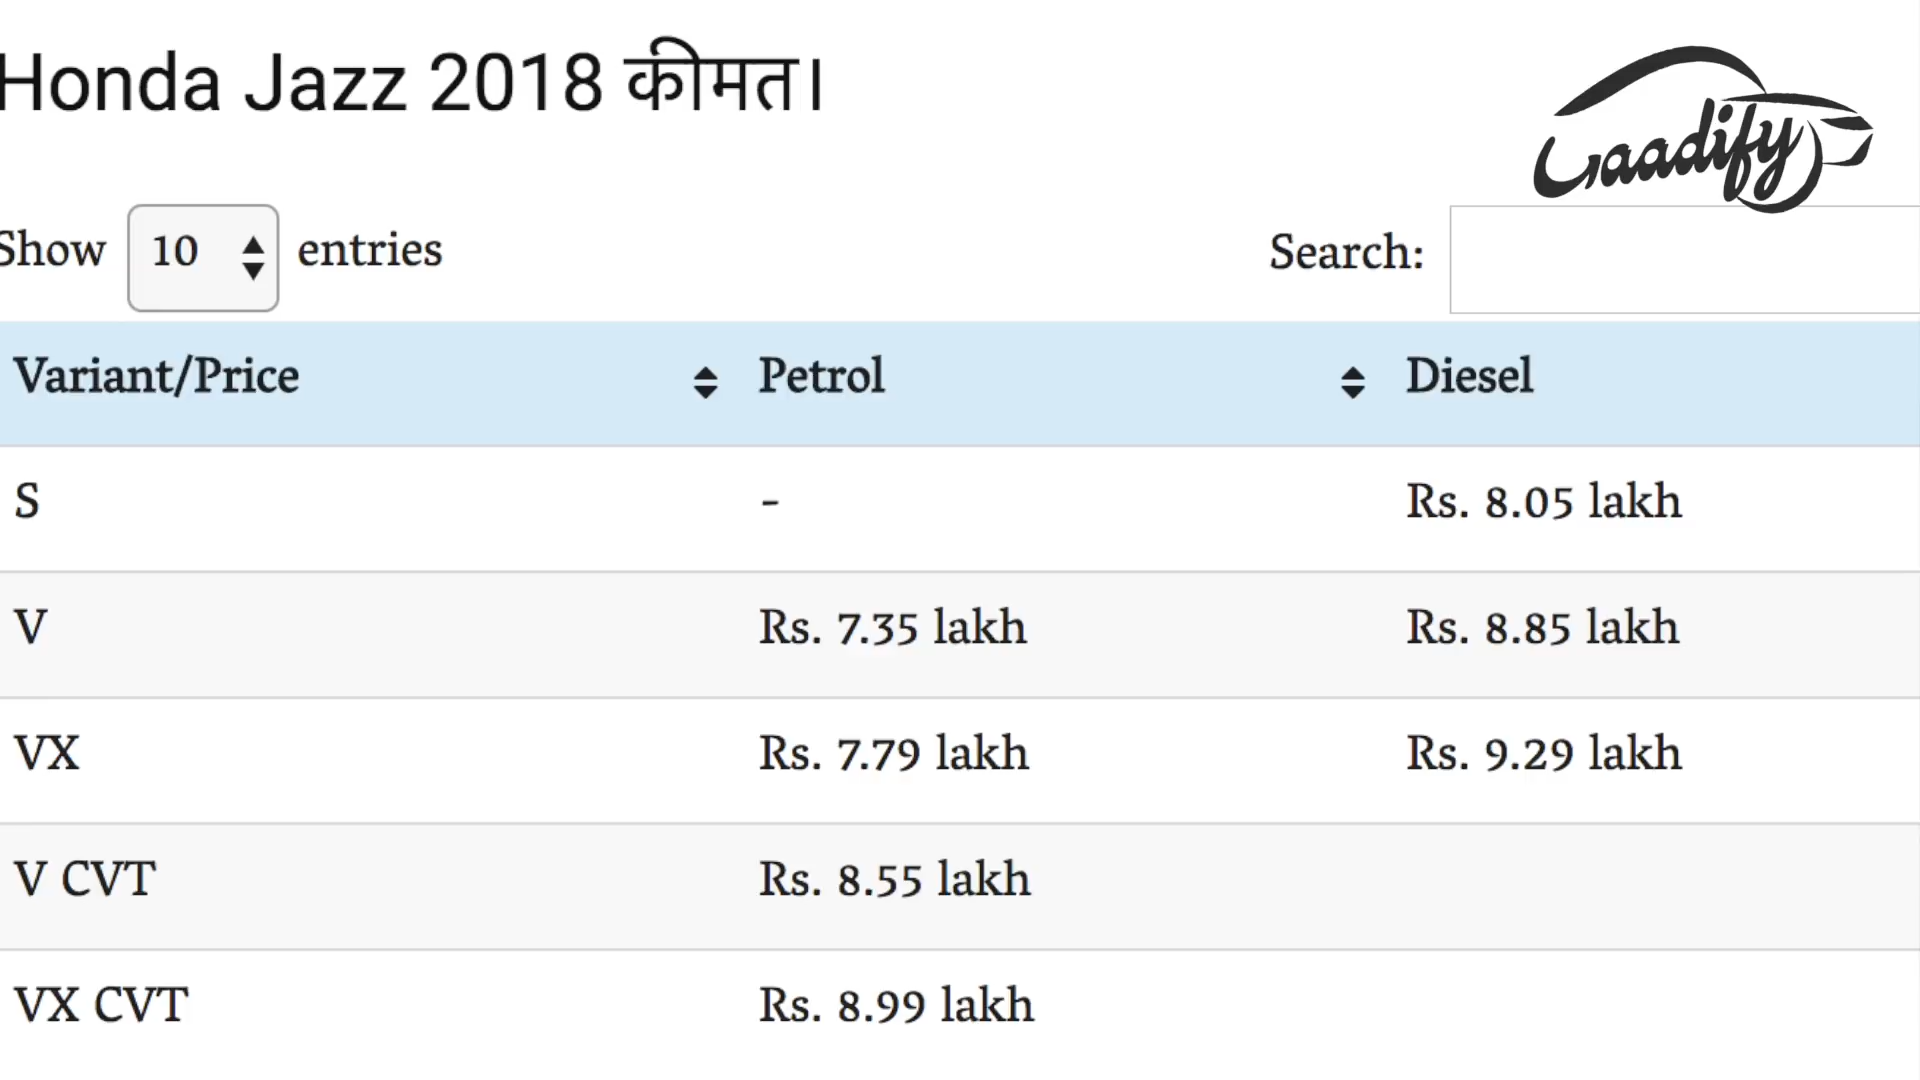 Honda Jazz 2018 कीमत।
Gaadify
Show 10 entries
Search:
Variant/Price Petrol Diesel
S - Rs. 8.05 lakh
V Rs. 7.35 lakh Rs. 8.85 lakh
VX Rs. 7.79 lakh Rs. 9.29 lakh
V CVT Rs. 8.55 lakh
VX CVT Rs. 8.99 lakh